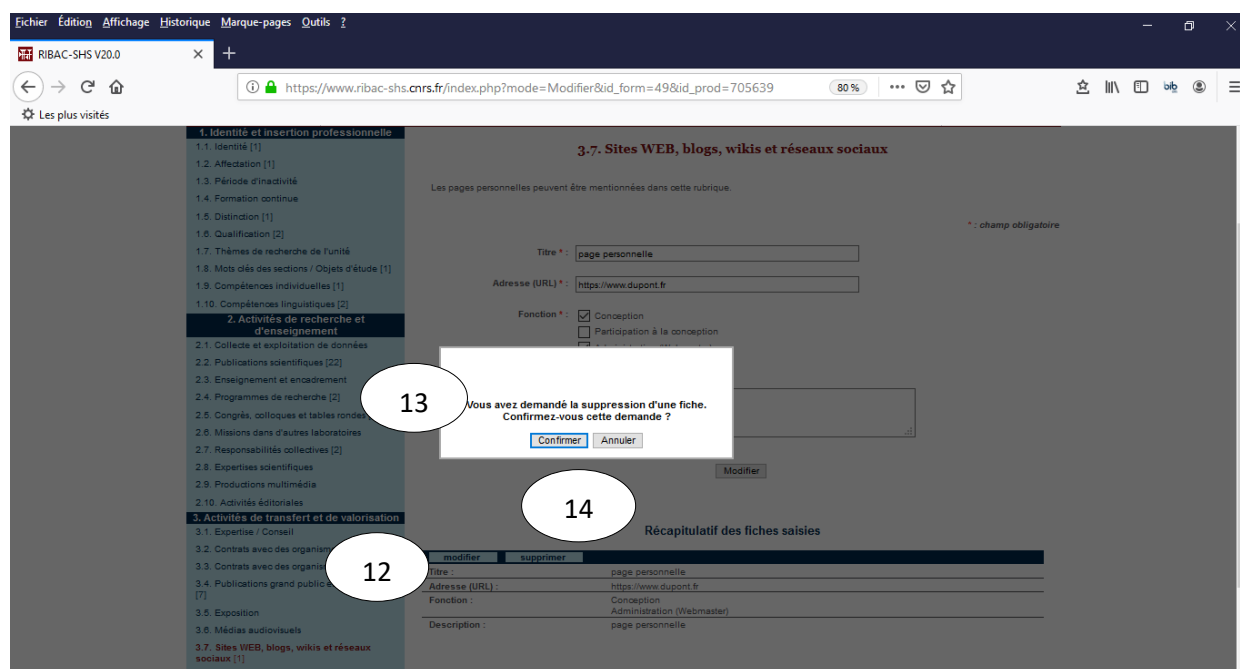 Fichier Édition Affichage Historique Marque-pages Outils ?
RIBAC-SHS V20.0
https://www.ribac-shs.cnrs.fr/index.php?mode=Modifier&id_form=49&id_prod=705639 80 %
Les plus visités
1. Identité et insertion professionnelle
1.1. Identité [1]
1.2. Affectation [1]
1.3. Période d'inactivité
1.4. Formation continue
1.5. Distinction [1]
1.6. Qualification [2]
1.7. Thèmes de recherche de l'unité
1.8. Mots clés des sections / Objets d'étude [1]
1.9. Compétences individuelles [1]
1.10. Compétences linguistiques [2]
2. Activités de recherche et
d'enseignement
2.1. Collecte et exploitation de données
2.2. Publications scientifiques [22]
2.3. Enseignement et encadrement
2.4. Programmes de recherche [2]
2.5. Congrès, colloques et tables rondes
2.6. Missions dans d'autres laboratoires
2.7. Responsabilités collectives [2]
2.8. Expertises scientifiques
2.9. Productions multimédia
2.10. Activités éditoriales
3. Activités de transfert et de valorisation
3.1. Expertise / Conseil
3.2. Contrats avec des
3.3. Contrats avec des
3.4. Publications grand public
[7]
3.5. Exposition
3.6. Médias audiovisuels
3.7. Sites WEB, blogs, wikis et réseaux
sociaux [1]
3.7. Sites WEB, blogs, wikis et réseaux sociaux
Les pages personnelles peuvent être mentionnées dans cette rubrique.
* : champ obligatoire
Titre * : page personnelle
Adresse (URL) * : https://www.dupont.fr
Fonction * : Conception
Participation à la conception
13
Vous avez demandé la suppression d'une fiche.
Confirmez-vous cette demande ?
Confirmer Annuler
Modifier
14
Récapitulatif des fiches saisies
12
modifier supprimer
Titre : page personnelle
Adresse (URL) : https://www.dupont.fr
Fonction : Conception
Administration (Webmaster)
Description : page personnelle